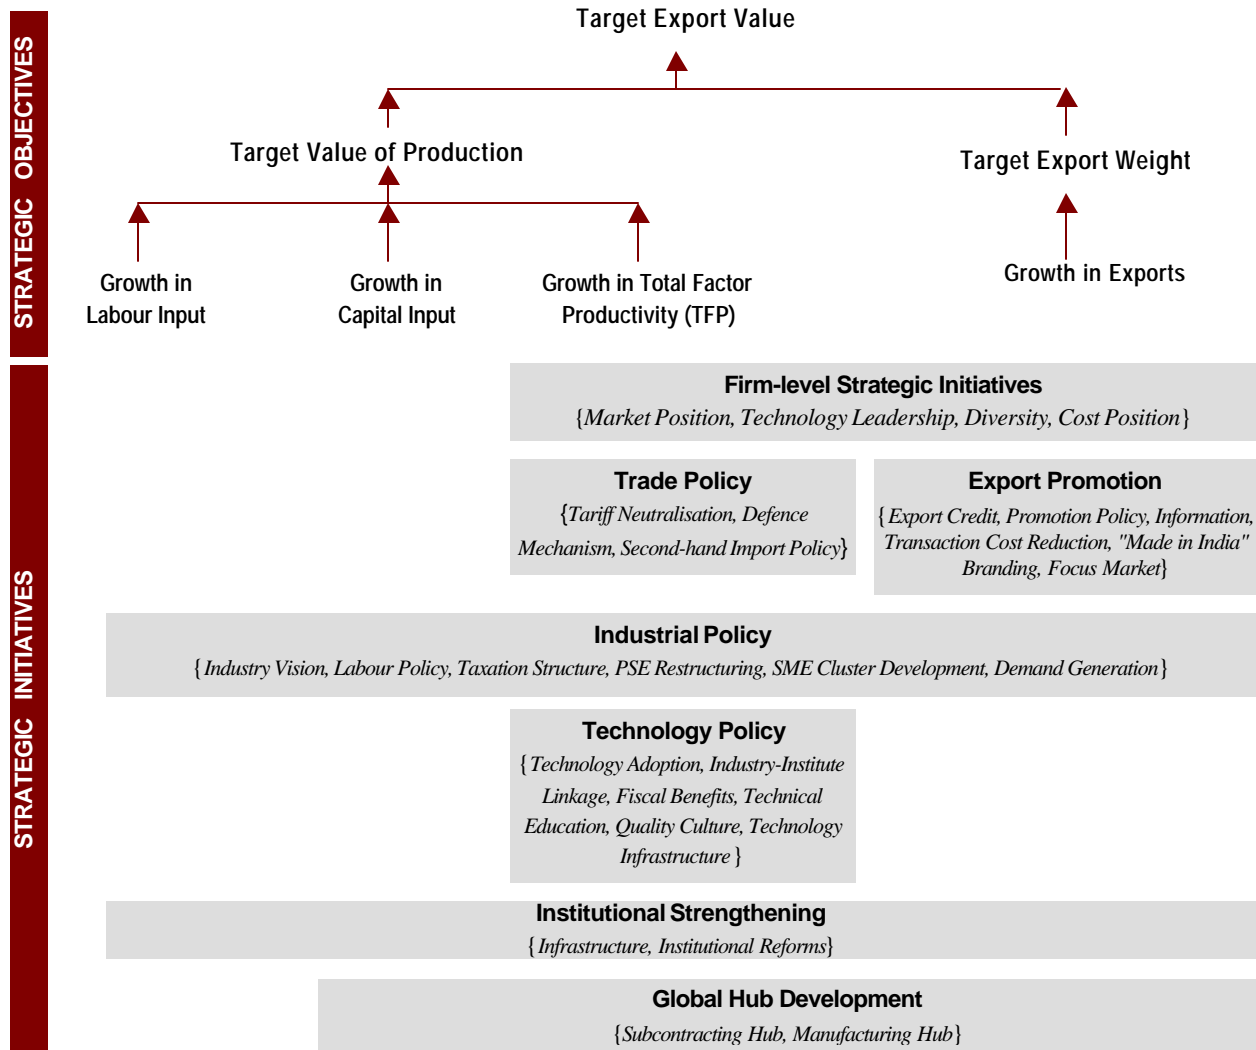 STRATEGIC OBJECTIVES
Target Export Value
Target Value of Production
Target Export Weight
Growth in
Labour Input
Growth in
Capital Input
Growth in Total Factor
Productivity (TFP)
Growth in Exports
STRATEGIC INITIATIVES
Firm-level Strategic Initiatives
{Market Position, Technology Leadership, Diversity, Cost Position}
Trade Policy
{Tariff Neutralisation, Defence
Mechanism, Second-hand Import Policy}
Export Promotion
{Export Credit, Promotion Policy, Information,
Transaction Cost Reduction, "Made in India"
Branding, Focus Market}
Industrial Policy
{Industry Vision, Labour Policy, Taxation Structure, PSE Restructuring, SME Cluster Development, Demand Generation}
Technology Policy
{Technology Adoption, Industry-Institute
Linkage, Fiscal Benefits, Technical
Education, Quality Culture, Technology
Infrastructure}
Institutional Strengthening
{Infrastructure, Institutional Reforms}
Global Hub Development
{Subcontracting Hub, Manufacturing Hub}